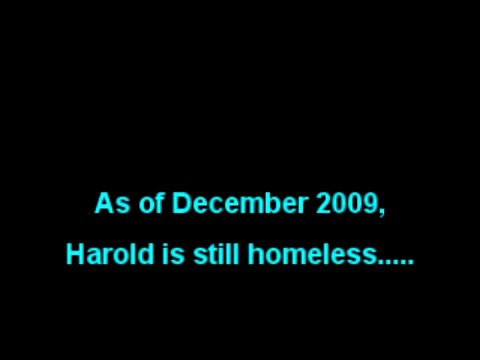 As of December 2009,
Harold is still homeless.....